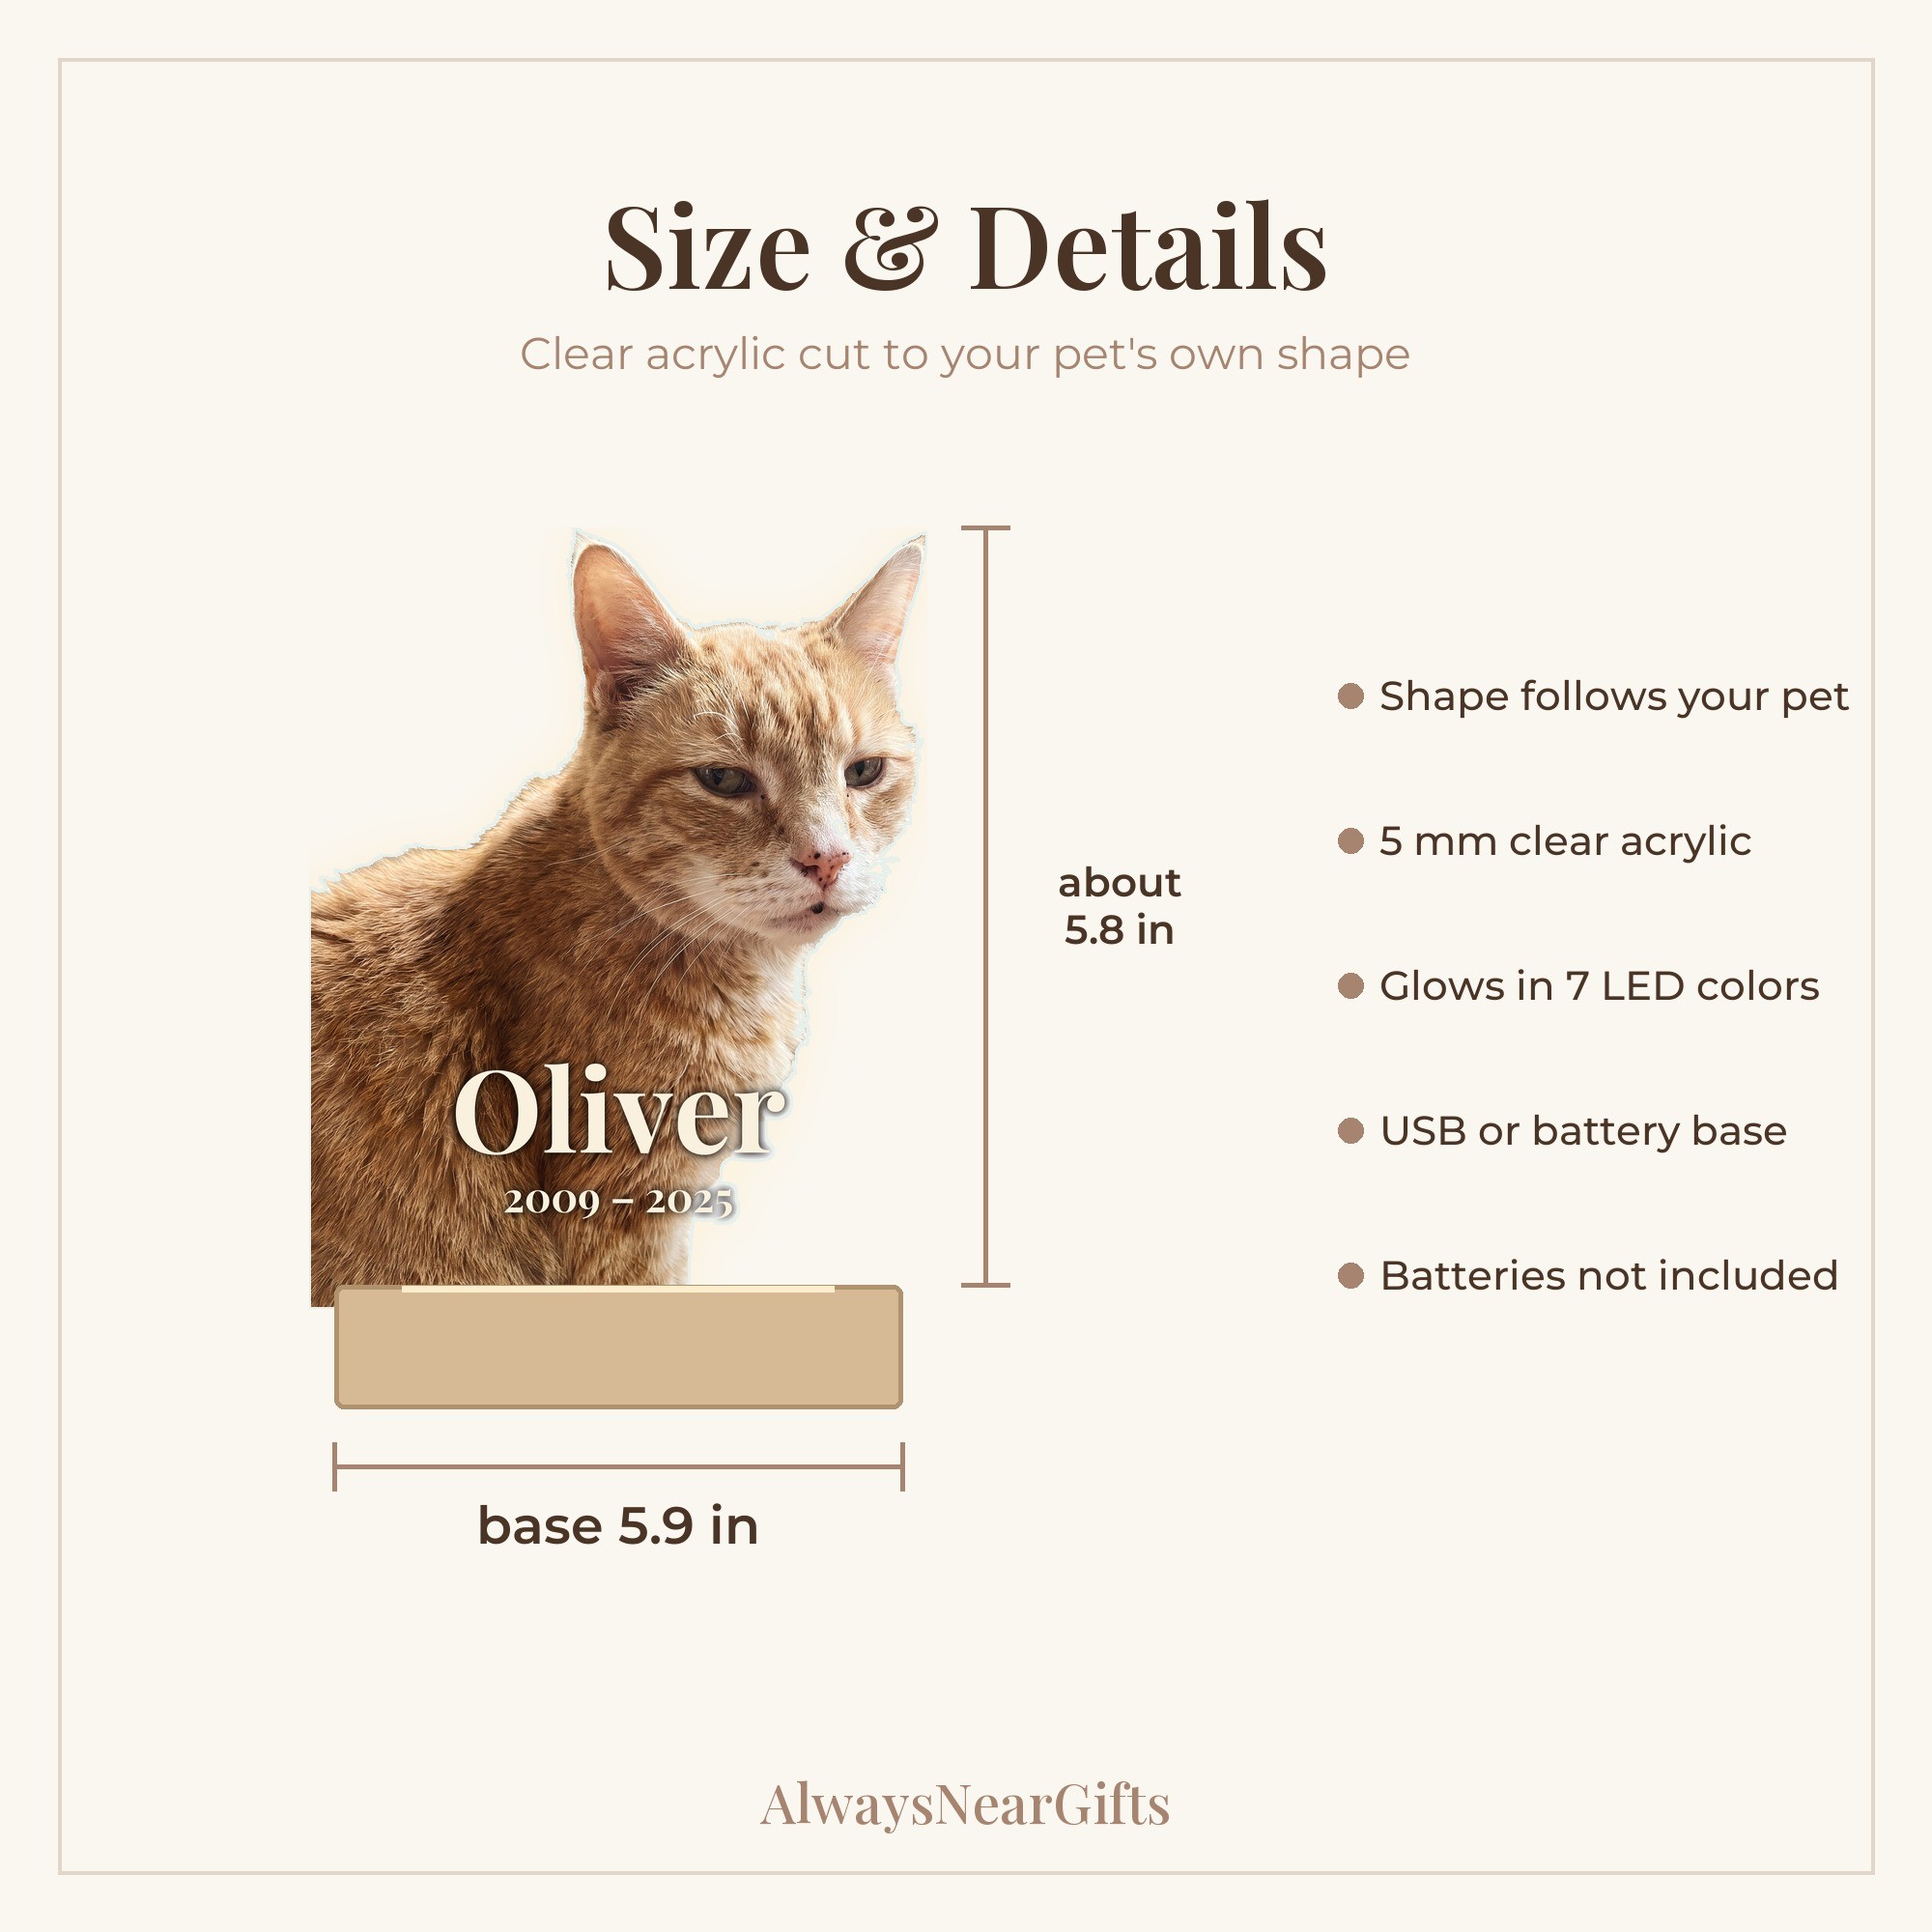 Size & Details
Clear acrylic cut to your pet's own shape
Shape follows your pet
5 mm clear acrylic
about
5.8 in
Glows in 7 LED colors
Oliver
USB or battery base
2009 – 2025
Batteries not included
base 5.9 in
AlwaysNearGifts